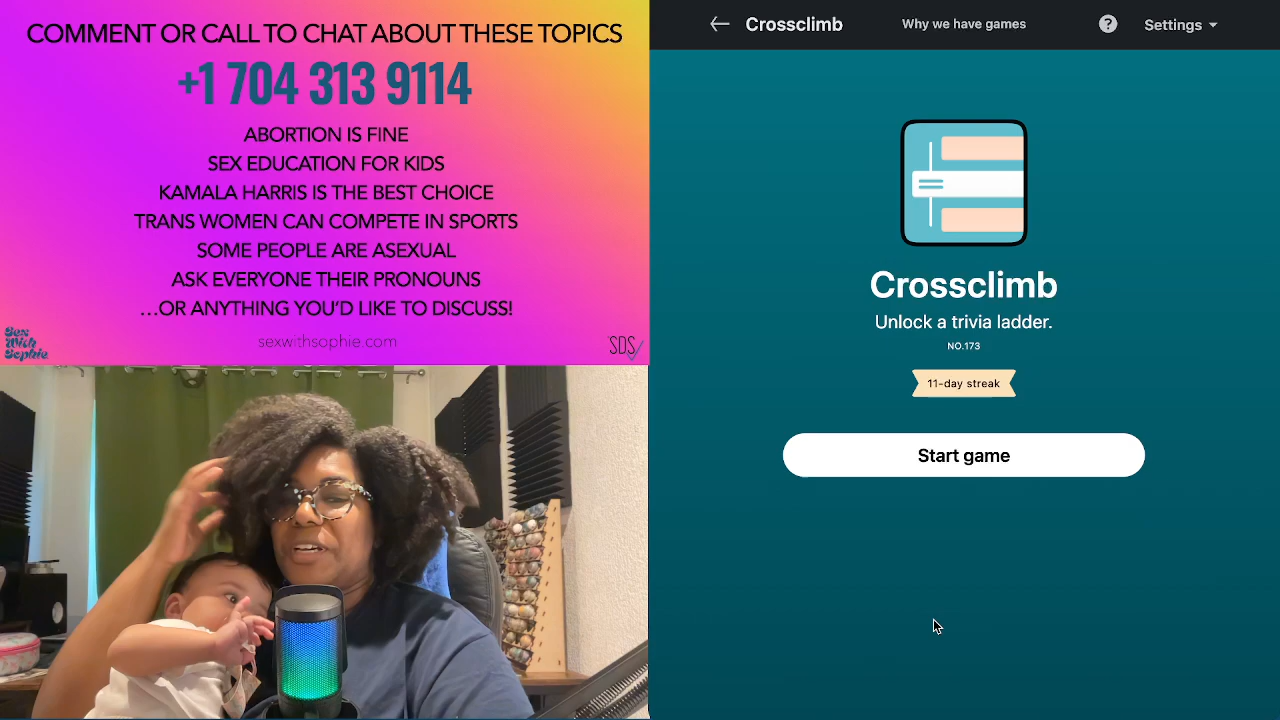 COMMENT OR CALL TO CHAT ABOUT THESE TOPICS
+1 704 313 9114
ABORTION IS FINE
SEX EDUCATION FOR KIDS
KAMALA HARRIS IS THE BEST CHOICE
TRANS WOMEN CAN COMPETE IN SPORTS
SOME PEOPLE ARE ASEXUAL
ASK EVERYONE THEIR PRONOUNS
...OR ANYTHING YOU'D LIKE TO DISCUSS!
sexwithsophie.com
Sex
With
Sophie
SDS
Crossclimb
Why we have games
?
Settings
Crossclimb
Unlock a trivia ladder.
NO.173
11-day streak
Start game